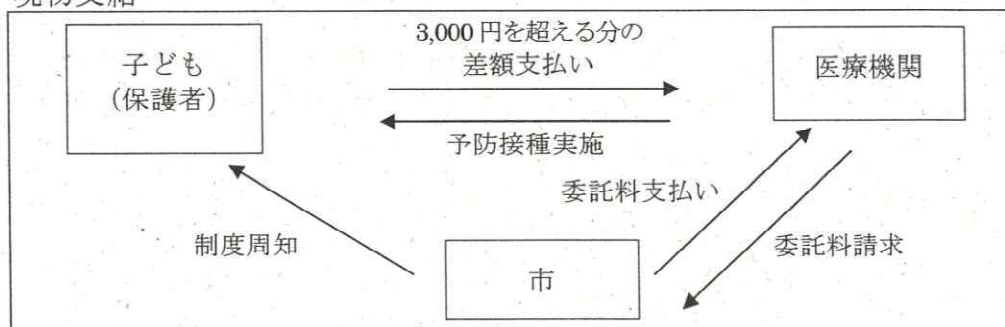 現物支給
3,000円を超える分の
差額支払い
子ども
(保護者)
医療機関
予防接種実施
委託料支払い
制度周知
委託料請求
市